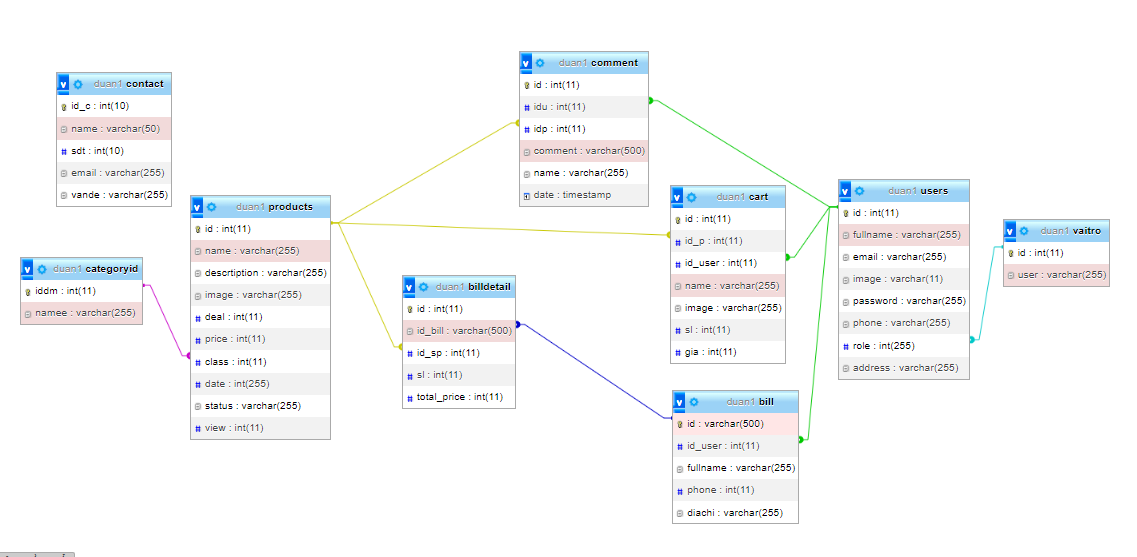 duan1 contact
id_c : int(10)
name : varchar(50)
sdt : int(10)
email : varchar(255)
vande : varchar(255)
duan1 categoryid
iddm : int(11)
namee : varchar(255)
duan1 products
id : int(11)
name : varchar(255)
descrtiption : varchar(255)
image : varchar(255)
deal : int(11)
price : int(11)
class : int(11)
date : int(255)
status : varchar(255)
view : int(11)
duan1 comment
id : int(11)
idu : int(11)
idp : int(11)
comment : varchar(500)
name : varchar(255)
date : timestamp
duan1 billdetail
id : int(11)
id_bill : varchar(500)
id_sp : int(11)
sl : int(11)
total_price : int(11)
duan1 cart
id : int(11)
id_p : int(11)
id_user : int(11)
name : varchar(255)
image : varchar(255)
sl : int(11)
gia : int(11)
duan1 bill
id : varchar(500)
id_user : int(11)
fullname : varchar(255)
phone : int(11)
diachi : varchar(255)
duan1 users
id : int(11)
fullname : varchar(255)
email : varchar(255)
image : varchar(11)
password : varchar(255)
phone : varchar(255)
role : int(255)
address : varchar(255)
duan1 vaitro
id : int(11)
user : varchar(255)